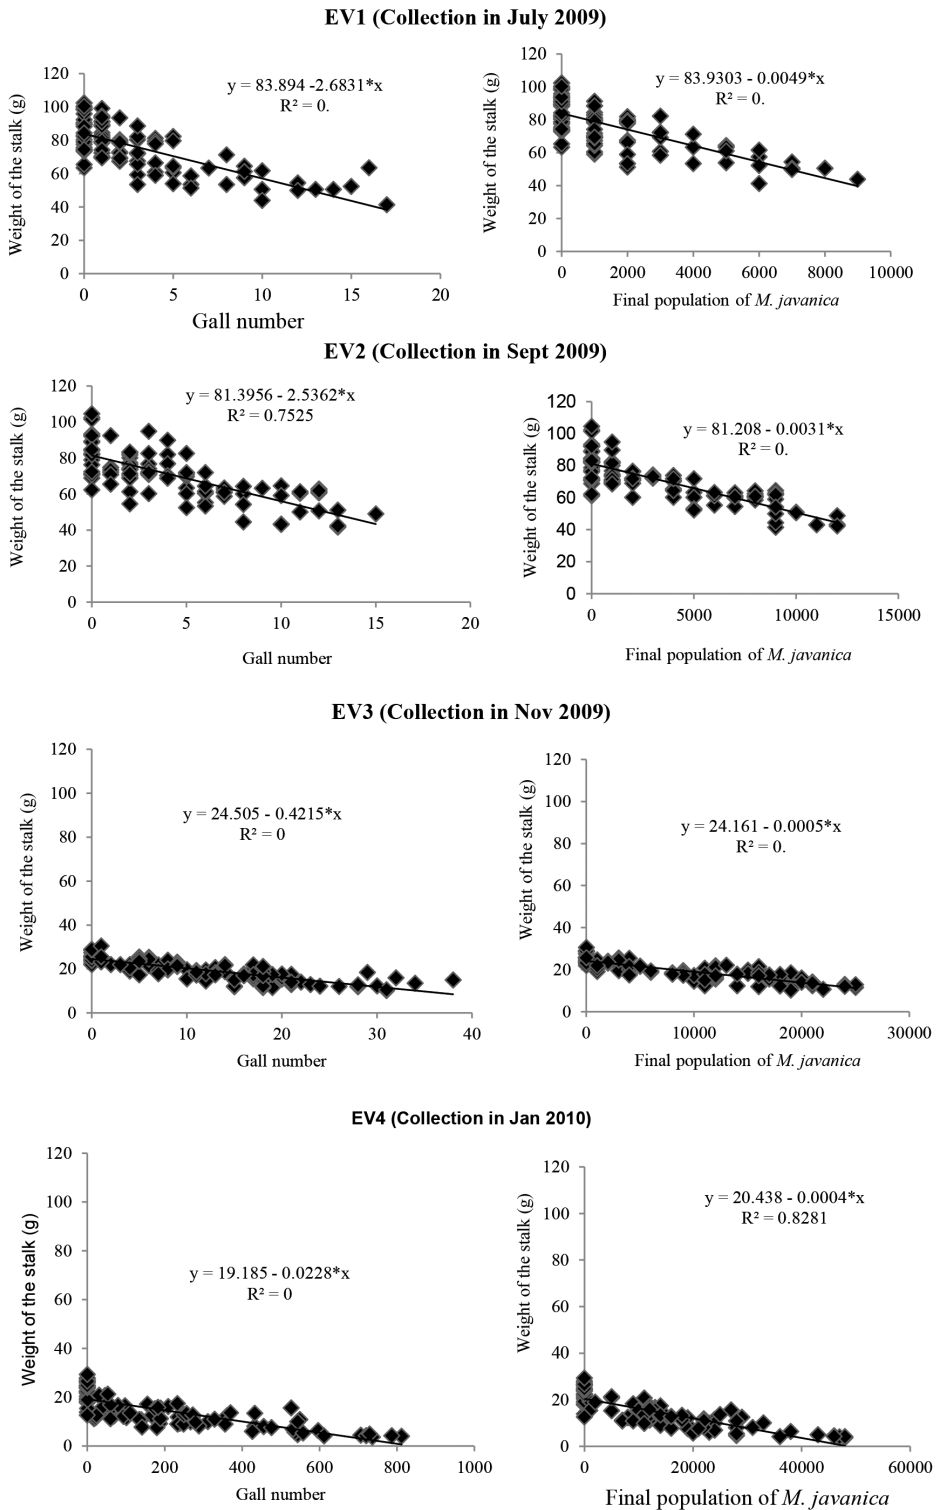 EV1 (Collection in July 2009)
Weight of the stalk (g)
120
100
80
60
40
20
0
y = 83.894 -2.6831*x
R² = 0.
0 5 10 15 20
Gall number
Weight of the stalk (g)
120
100
80
60
40
20
0
y = 83.9303 - 0.0049*x
R² = 0.
0 2000 4000 6000 8000 10000
Final population of M. javanica
EV2 (Collection in Sept 2009)
Weight of the stalk (g)
120
100
80
60
40
20
0
y = 81.3956 - 2.5362*x
R² = 0.7525
0 5 10 15 20
Gall number
Weight of the stalk (g)
120
100
80
60
40
20
0
y = 81.208 - 0.0031*x
R² = 0.
0 5000 10000 15000
Final population of M. javanica
EV3 (Collection in Nov 2009)
Weight of the stalk (g)
120
100
80
60
40
20
0
y = 24.505 - 0.4215*x
R² = 0
0 10 20 30 40
Gall number
Weight of the stalk (g)
120
100
80
60
40
20
0
y = 24.161 - 0.0005*x
R² = 0.
0 10000 20000 30000
Final population of M. javanica
EV4 (Collection in Jan 2010)
Weight of the stalk (g)
120
100
80
60
40
20
0
y = 19.185 - 0.0228*x
R² = 0
0 200 400 600 800 1000
Gall number
Weight of the stalk (g)
120
100
80
60
40
20
0
y = 20.438 - 0.0004*x
R² = 0.8281
0 20000 40000 60000
Final population of M. javanica